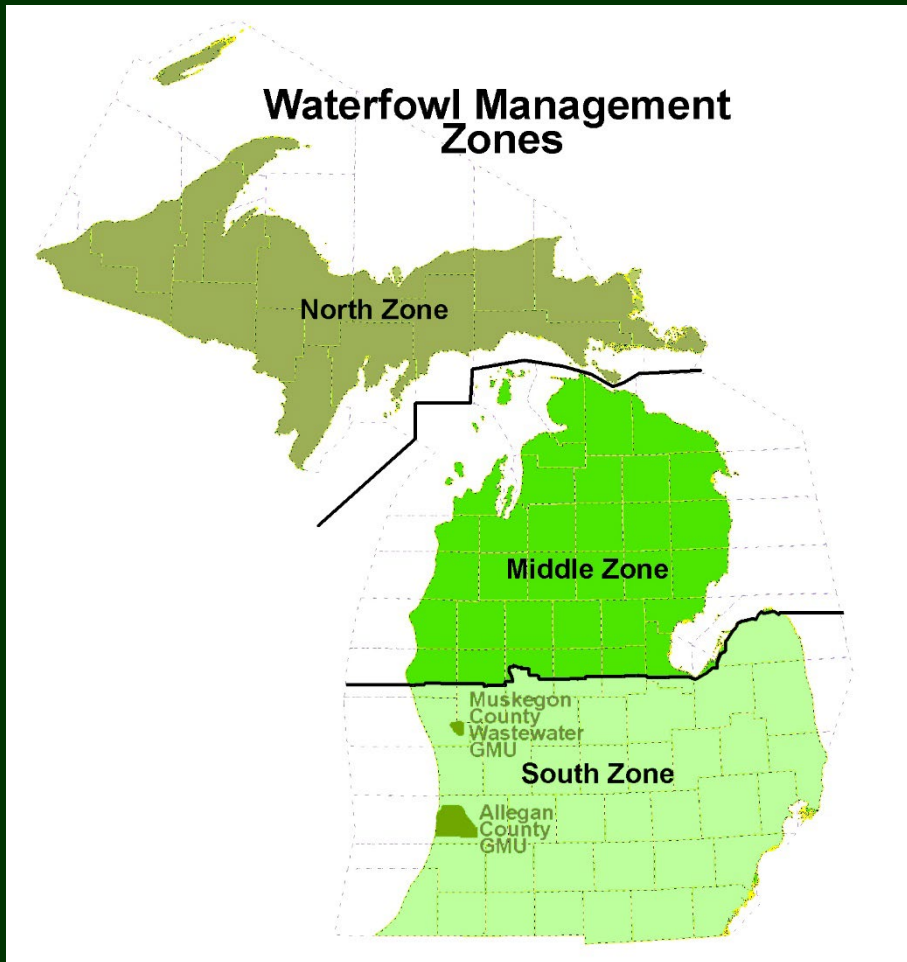 Waterfowl Management
Zones
North Zone
Middle Zone
Muskegon
County
Wastewater
GMU
South Zone
Allegan
County
GMU